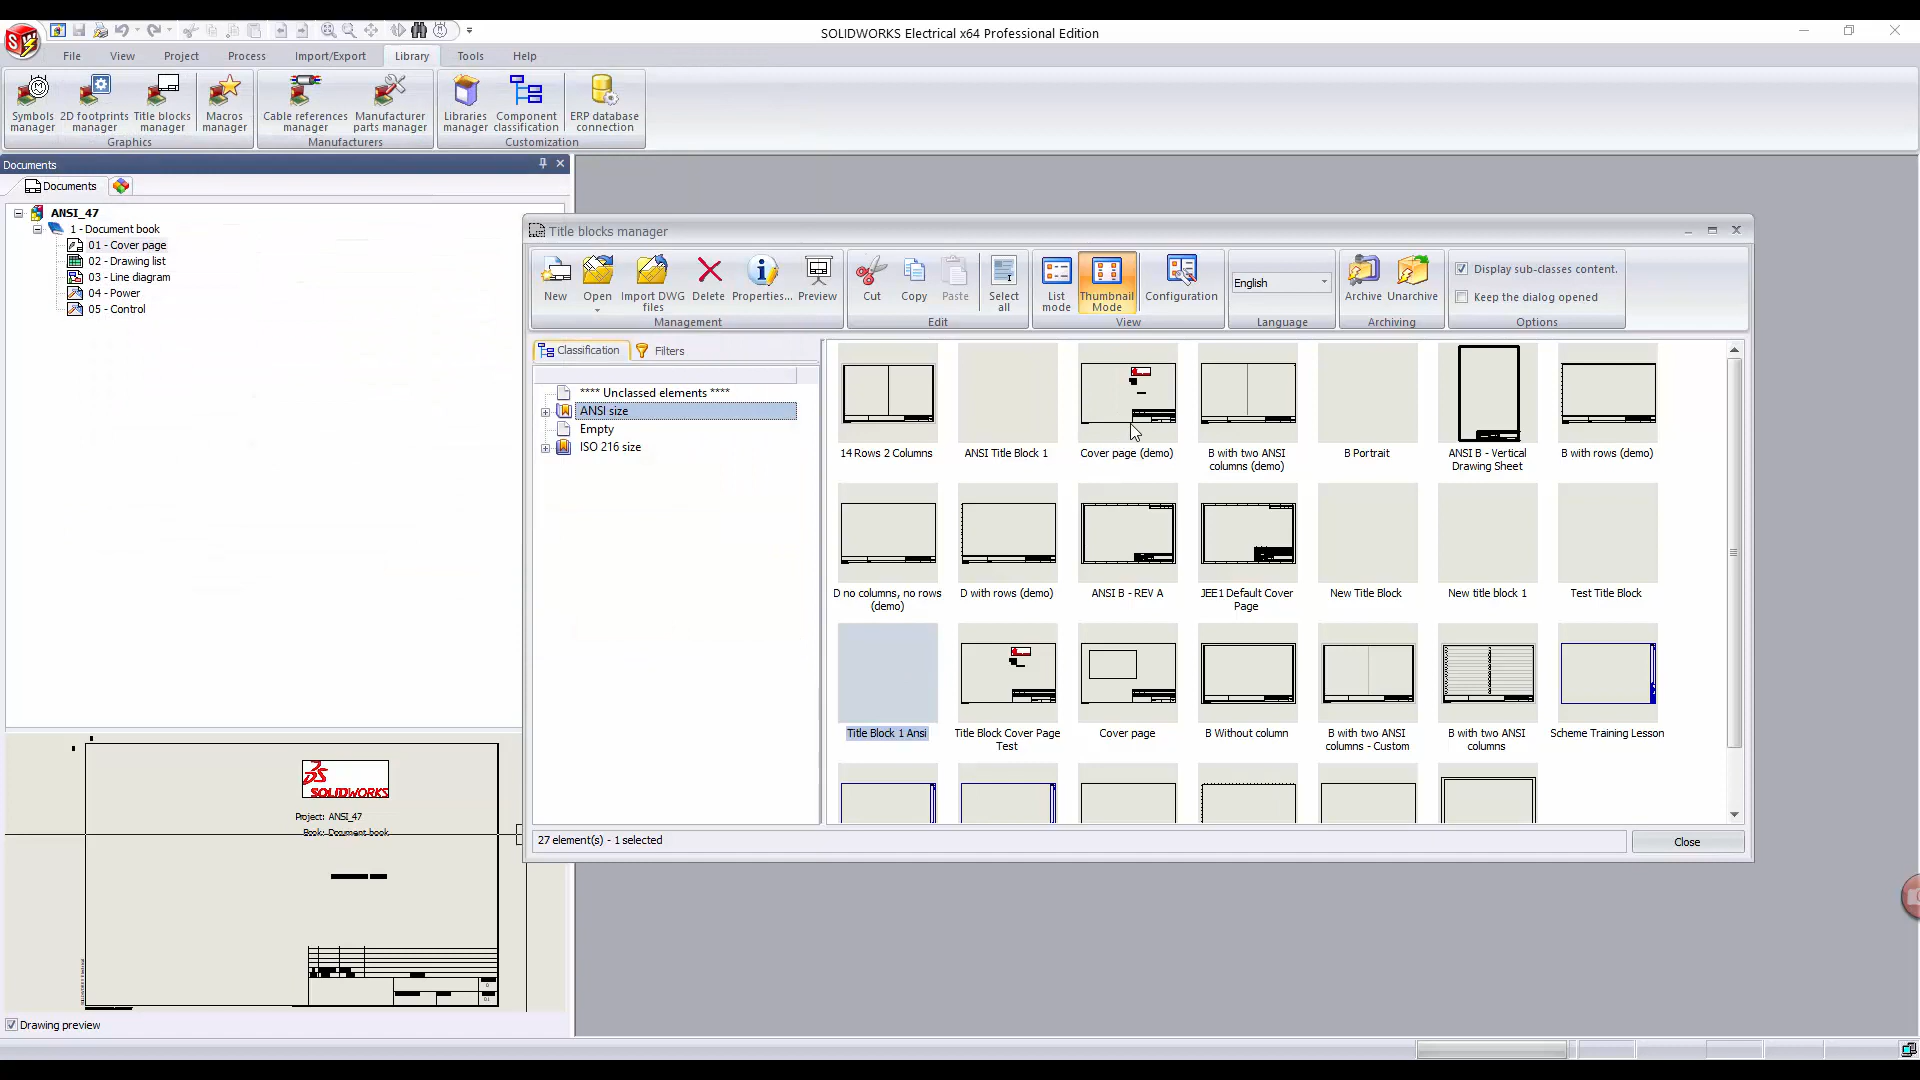 SOLIDWORKS Electrical x64 Professional Edition
File View Project Process Import/Export Library Tools Help
Symbols manager
2D footprints manager
Title blocks manager
Macros manager
Cable references manager
Manufacturer parts manager
Libraries manager
Component classification
ERP database connection
Graphics Manufacturers Customization
Documents
Documents
ANSI_47
1 - Document book
01 - Cover page
02 - Drawing list
03 - Line diagram
04 - Power
05 - Control
Title blocks manager
New Open Import DWG files Delete Properties... Preview
Cut Copy Paste Select all
List mode Thumbnail Mode Configuration
English
Archive Unarchive
Display sub-classes content.
Keep the dialog opened
Management Edit View Language Archiving Options
Classification Filters
**** Unclassed elements ****
ANSI size
Empty
ISO 216 size
14 Rows 2 Columns
ANSI Title Block 1
Cover page (demo)
B with two ANSI columns (demo)
B Portrait
ANSI B - Vertical Drawing Sheet
B with rows (demo)
D no columns, no rows (demo)
D with rows (demo)
ANSI B - REV A
JEE1 Default Cover Page
New Title Block
New title block 1
Test Title Block
Title Block 1 Ansi
Title Block Cover Page Test
Cover page
B Without column
B with two ANSI columns - Custom
B with two ANSI columns
Scheme Training Lesson
27 element(s) - 1 selected
Close
SOLIDWORKS
Project: ANSI_47
Book: Document book
Drawing preview